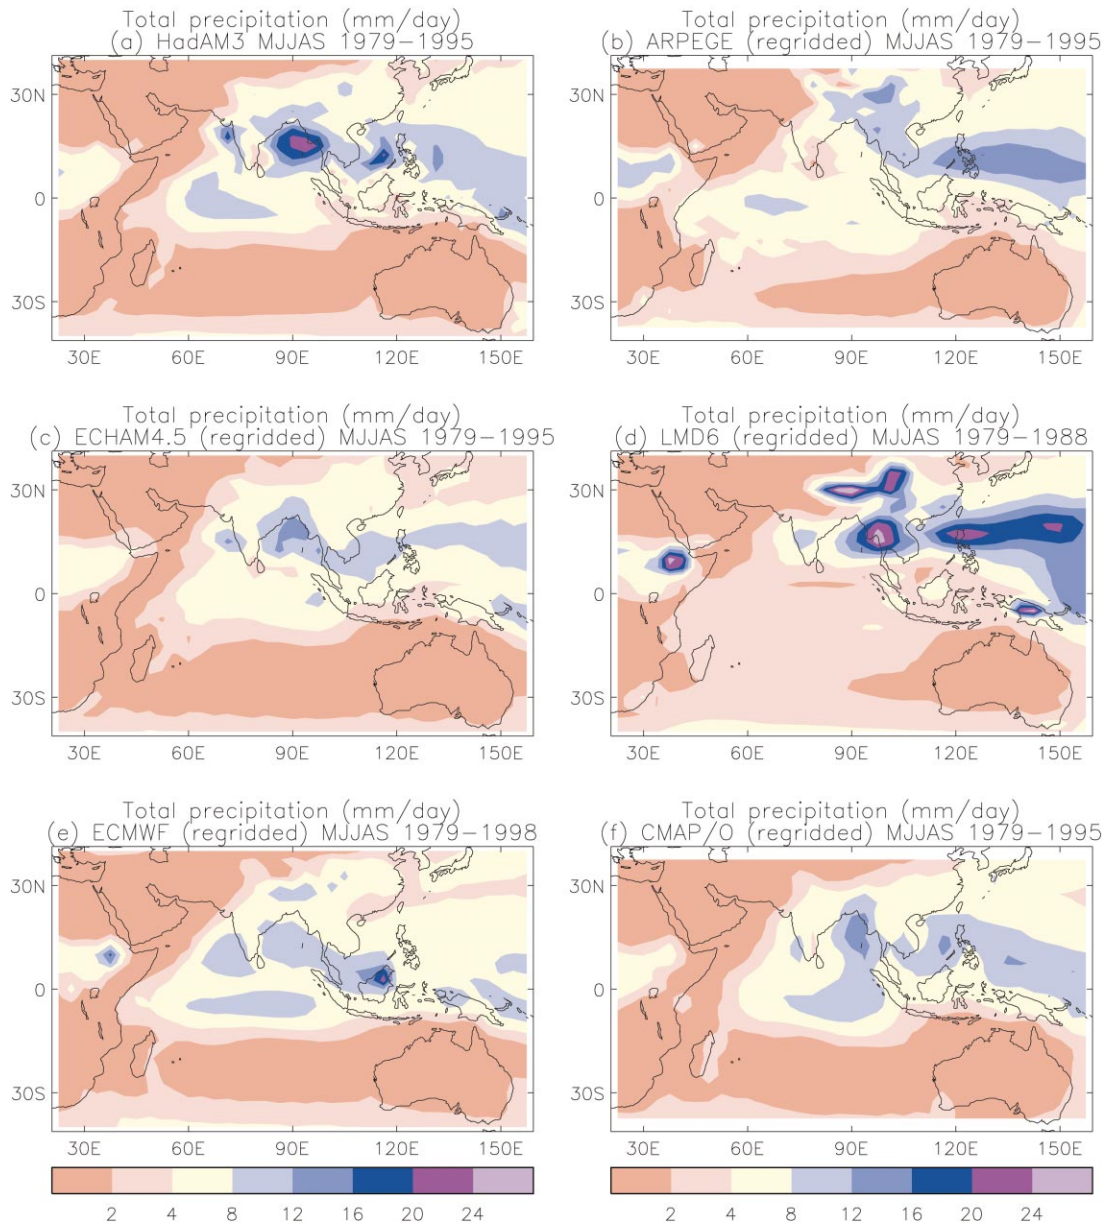 Total precipitation (mm/day)
(a) HadAM3 MJJAS 1979−1995
30N
0
30S
30E 60E 90E 120E 150E
Total precipitation (mm/day)
(b) ARPEGE (regridded) MJJAS 1979−1995
30N
0
30S
30E 60E 90E 120E 150E
Total precipitation (mm/day)
(c) ECHAM4.5 (regridded) MJJAS 1979−1995
30N
0
30S
30E 60E 90E 120E 150E
Total precipitation (mm/day)
(d) LMD6 (regridded) MJJAS 1979−1988
30N
0
30S
30E 60E 90E 120E 150E
Total precipitation (mm/day)
(e) ECMWF (regridded) MJJAS 1979−1998
30N
0
30S
30E 60E 90E 120E 150E
2 4 8 12 16 20 24
Total precipitation (mm/day)
(f) CMAP/O (regridded) MJJAS 1979−1995
30N
0
30S
30E 60E 90E 120E 150E
2 4 8 12 16 20 24